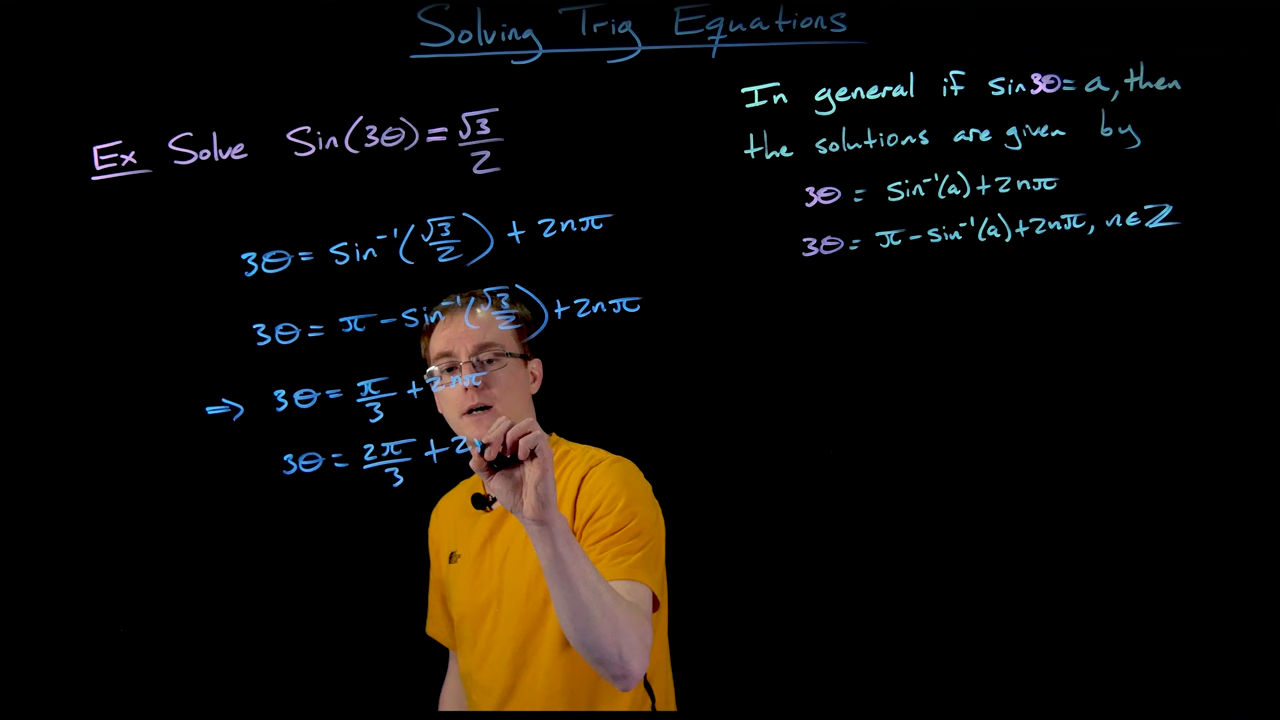 Solving Trig Equations
Ex Solve Sin(3θ) = √3/2
3θ = sin⁻¹(√3/2) + 2nπ
3θ = π - sin⁻¹(√3/2) + 2nπ
⇒ 3θ = π/3 + 2nπ
3θ = 2π/3 + 2
In general if sin3θ = a, then
the solutions are given by
3θ = sin⁻¹(a) + 2nπ
3θ = π - sin⁻¹(a) + 2nπ, n ∈ ℤ